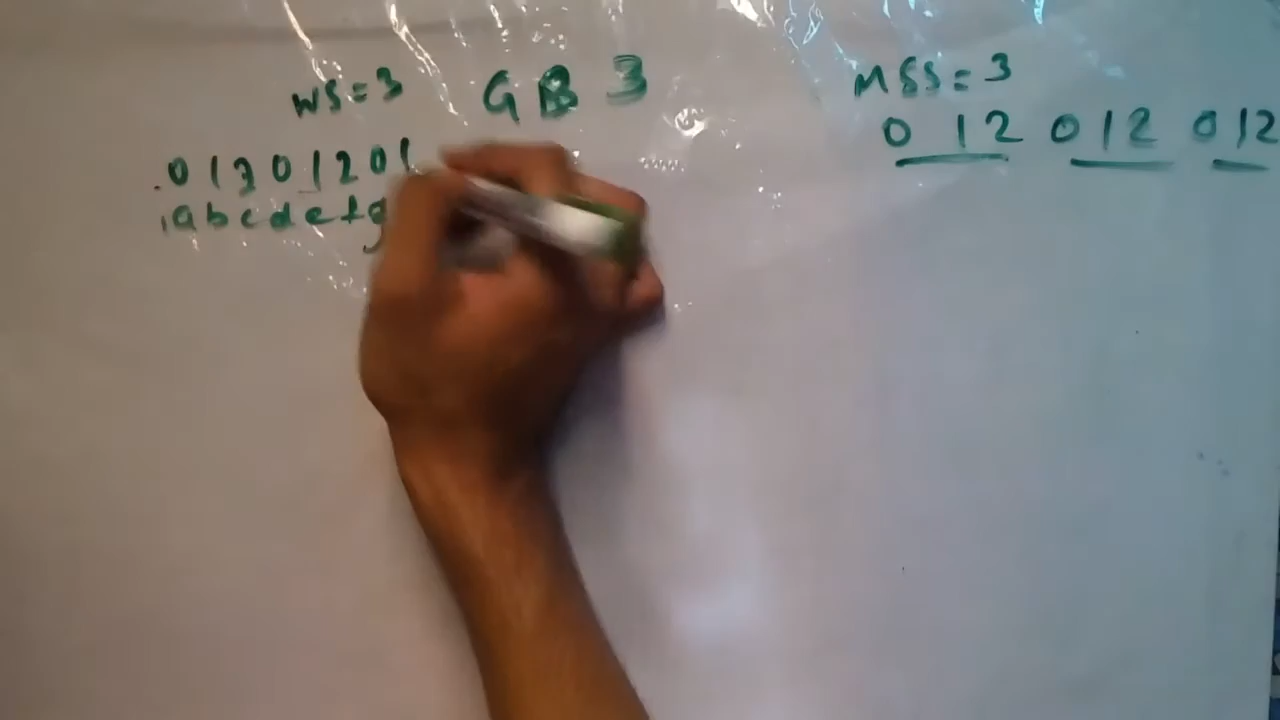 WS=3 GB 3 MSS=3
0 1 2 0 1 2 0 1 2
0 1 2 0 1 2 0 1
a b c d e f g